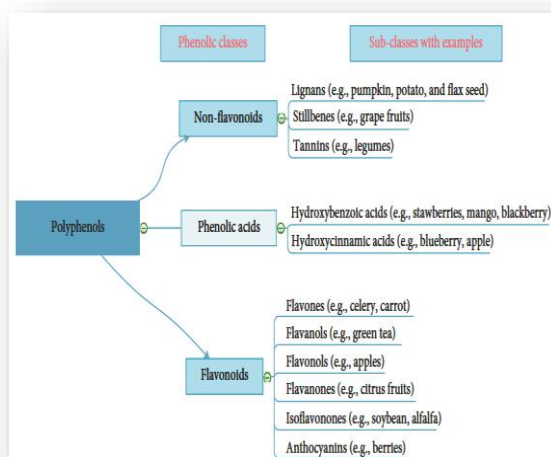 Phenolic classes
Sub-classes with examples
Non-flavonoids
Lignans (e.g., pumpkin, potato, and flax seed)
Stillbenes (e.g., grape fruits)
Tannins (e.g., legumes)
Polyphenols
Phenolic acids
Hydroxybenzoic acids (e.g., stawberries, mango, blackberry)
Hydroxycinnamic acids (e.g., blueberry, apple)
Flavonoids
Flavones (e.g., celery, carrot)
Flavanols (e.g., green tea)
Flavonols (e.g., apples)
Flavanones (e.g., citrus fruits)
Isoflavonones (e.g., soybean, alfalfa)
Anthocyanins (e.g., berries)